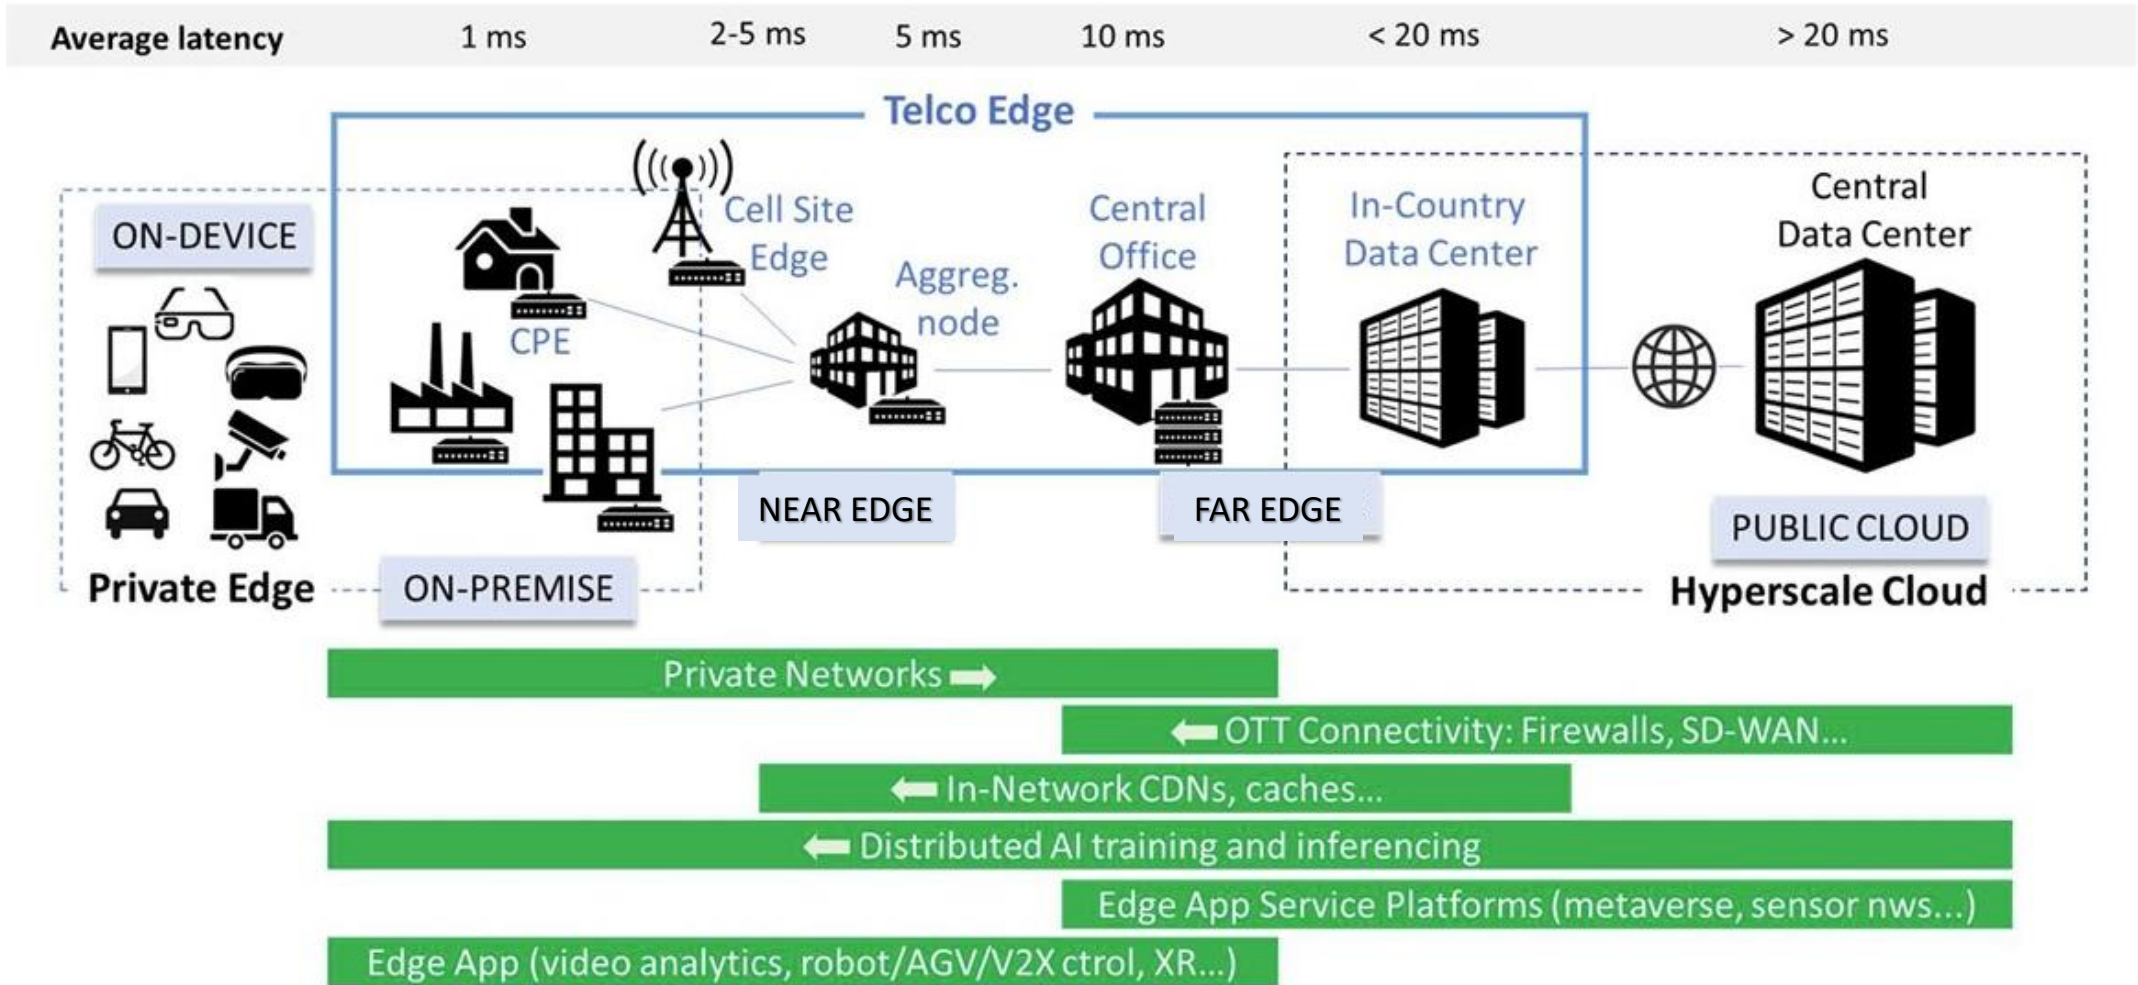 Average latency 1 ms 2-5 ms 5 ms 10 ms < 20 ms > 20 ms
Telco Edge
ON-DEVICE
Cell Site
Edge
Central
Office
In-Country
Data Center
Central
Data Center
Aggreg.
node
CPE
NEAR EDGE
FAR EDGE
PUBLIC CLOUD
Private Edge
ON-PREMISE
Hyperscale Cloud
Private Networks
OTT Connectivity: Firewalls, SD-WAN...
In-Network CDNs, caches...
Distributed AI training and inferencing
Edge App Service Platforms (metaverse, sensor nws...)
Edge App (video analytics, robot/AGV/V2X ctrol, XR...)